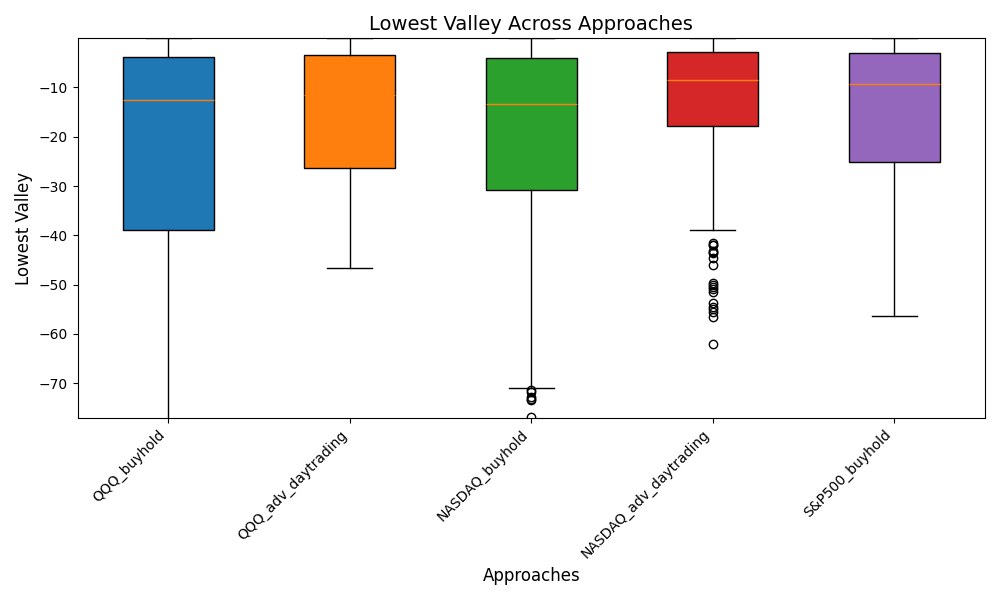 Lowest Valley Across Approaches
Lowest Valley
−10
−20
−30
−40
−50
−60
−70
QQQ_buyhold
QQQ_adv_daytrading
NASDAQ_buyhold
NASDAQ_adv_daytrading
S&P500_buyhold
Approaches